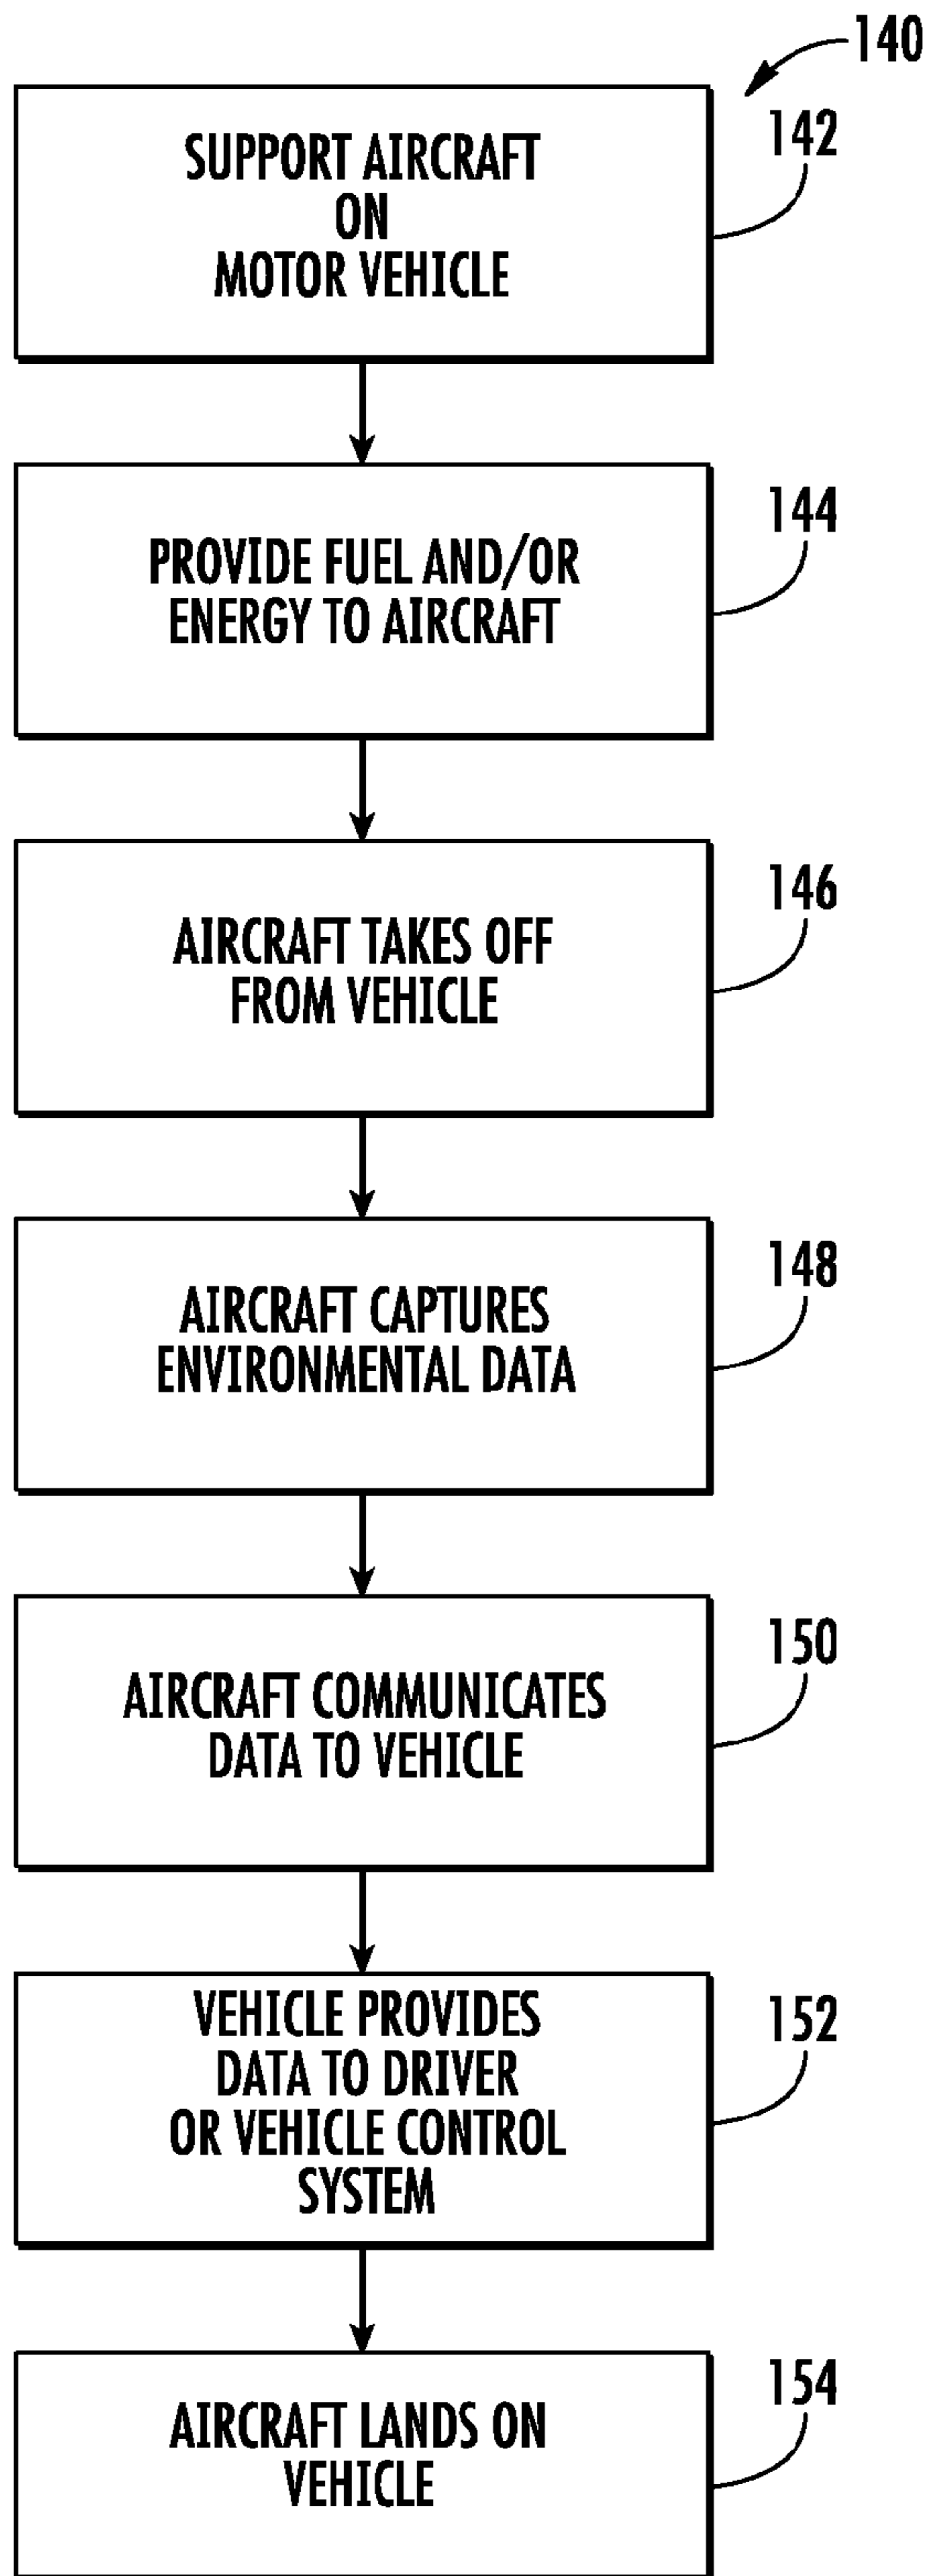 140
142
SUPPORT AIRCRAFT
ON
MOTOR VEHICLE
144
PROVIDE FUEL AND/OR
ENERGY TO AIRCRAFT
146
AIRCRAFT TAKES OFF
FROM VEHICLE
148
AIRCRAFT CAPTURES
ENVIRONMENTAL DATA
150
AIRCRAFT COMMUNICATES
DATA TO VEHICLE
152
VEHICLE PROVIDES
DATA TO DRIVER
OR VEHICLE CONTROL
SYSTEM
154
AIRCRAFT LANDS ON
VEHICLE